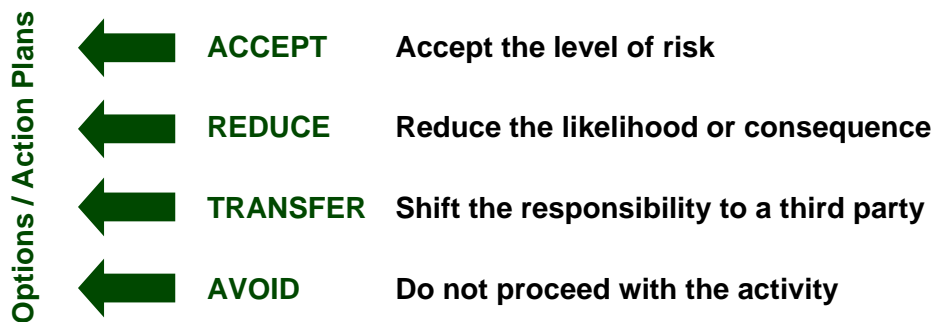 Options / Action Plans
ACCEPT Accept the level of risk
REDUCE Reduce the likelihood or consequence
TRANSFER Shift the responsibility to a third party
AVOID Do not proceed with the activity